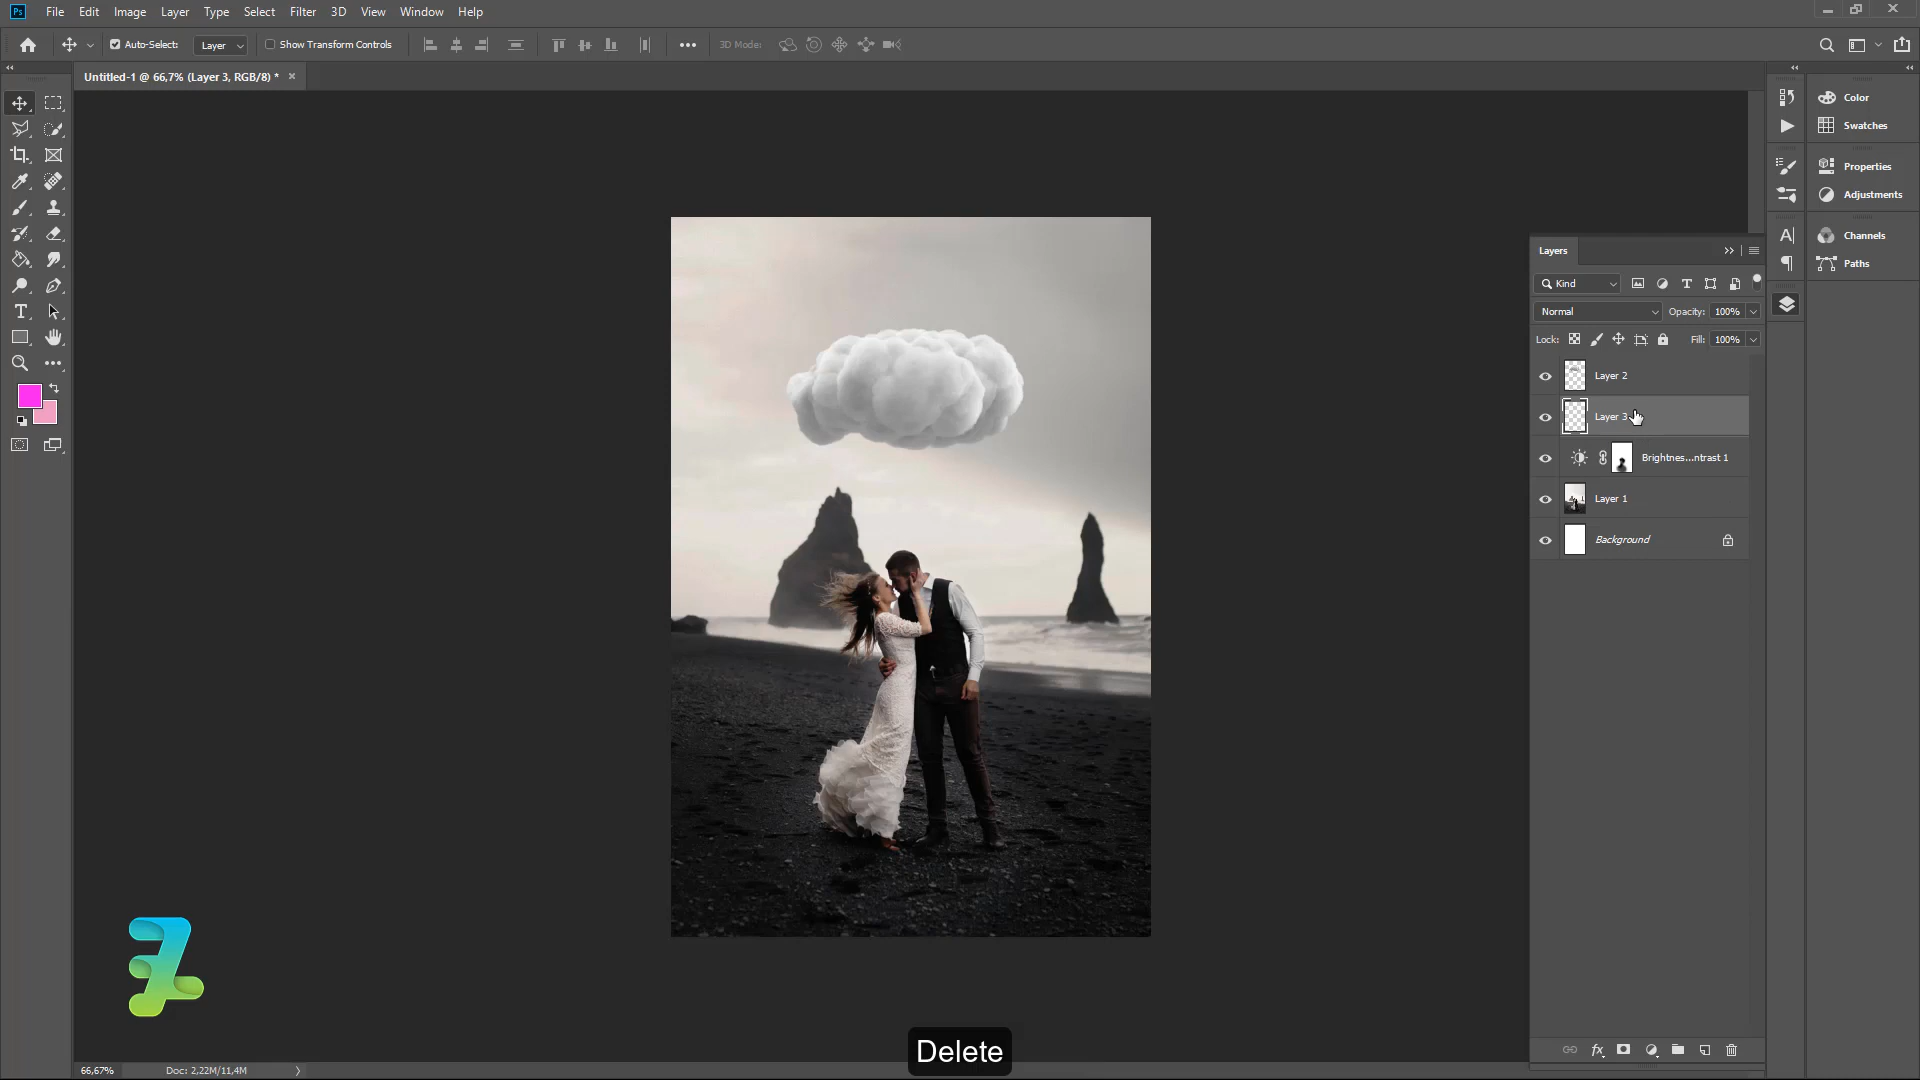 Ps File Edit Image Layer Type Select Filter 3D View Window Help
Auto-Select: Layer Show Transform Controls 3D Mode:
Untitled-1 @ 66,7% (Layer 3, RGB/8) *
Color
Swatches
Properties
Adjustments
Channels
Paths
Layers
Kind
Normal Opacity: 100%
Lock: Fill: 100%
Layer 2
Layer 3
Brightnes...ntrast 1
Layer 1
Background
Delete
66,67% Doc: 2,22M/11,4M